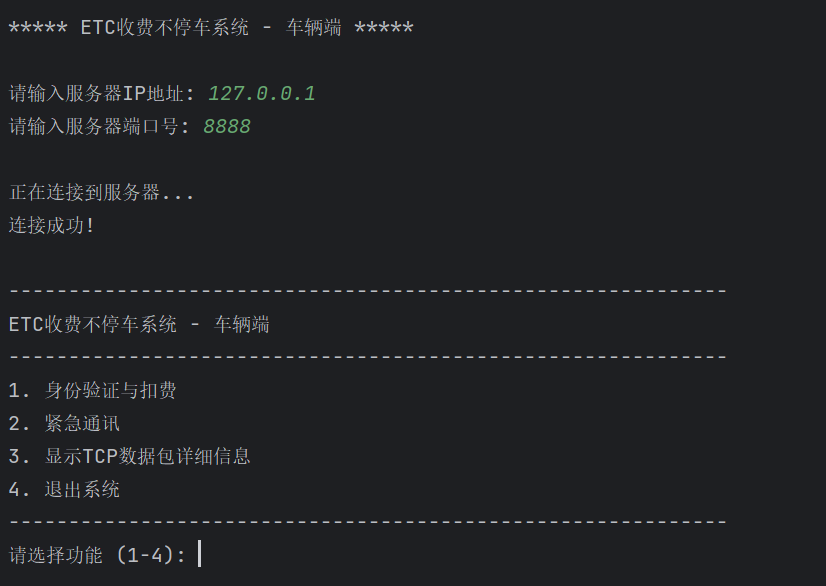 ***** ETC收费不停车系统 - 车辆端 *****
请输入服务器IP地址: 127.0.0.1
请输入服务器端口号: 8888
正在连接到服务器...
连接成功!
------------------------------------------------------------
ETC收费不停车系统 - 车辆端
------------------------------------------------------------
1. 身份验证与扣费
2. 紧急通讯
3. 显示TCP数据包详细信息
4. 退出系统
------------------------------------------------------------
请选择功能 (1-4):